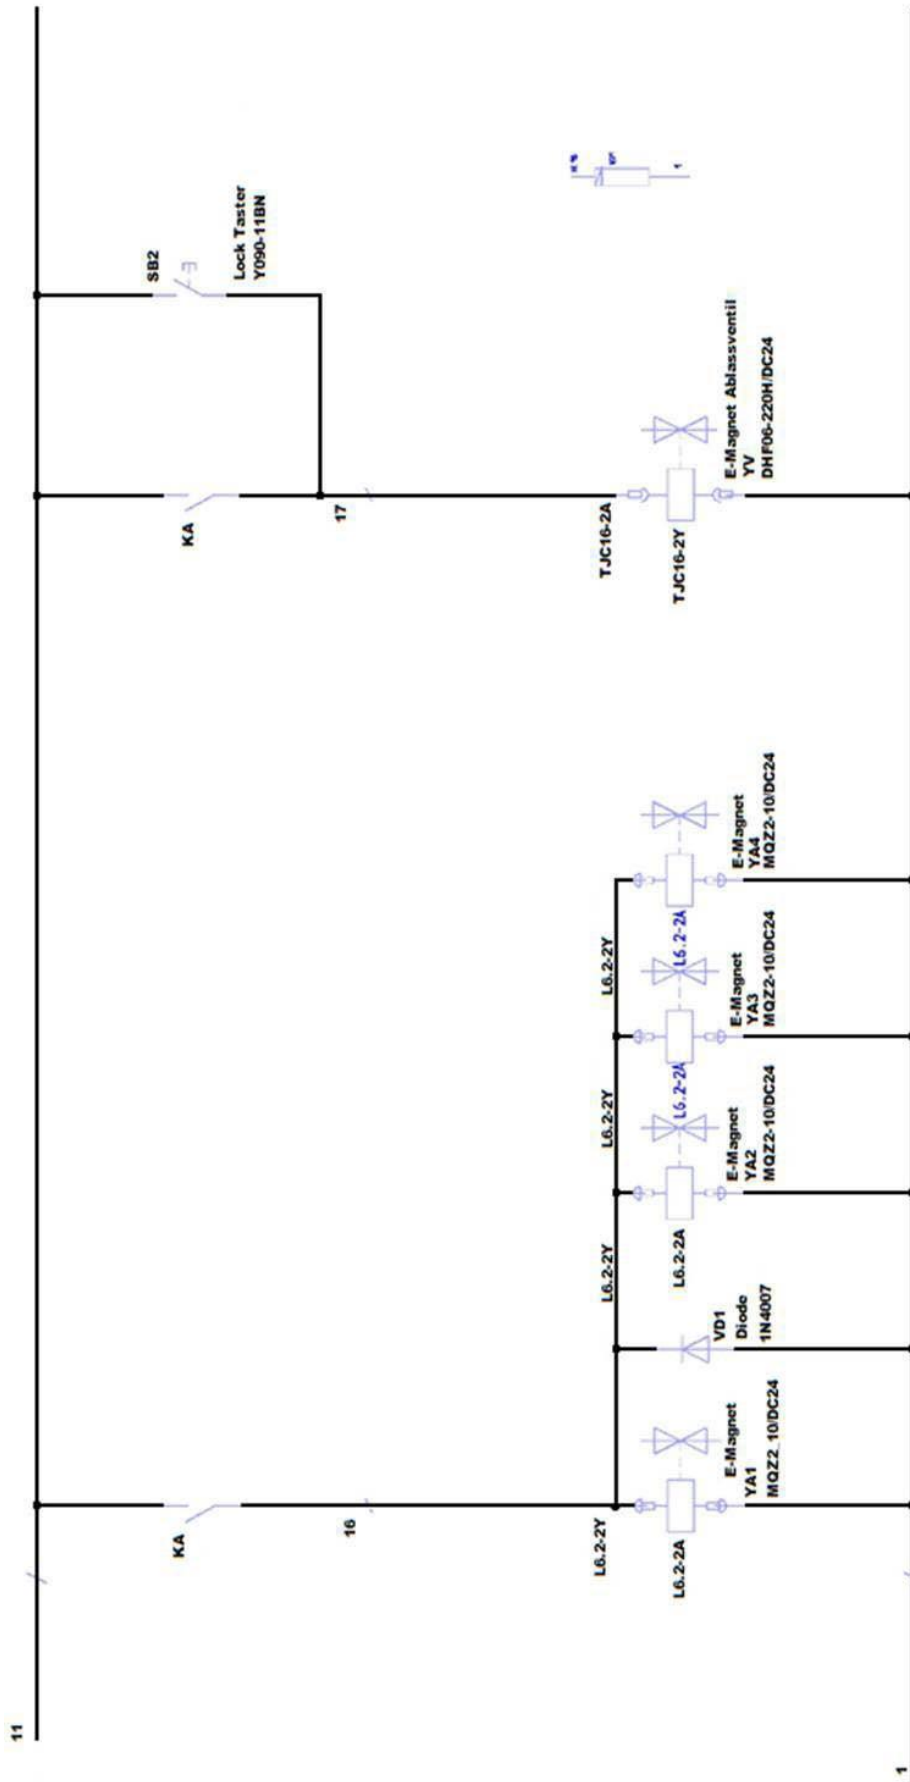 11
KA
SB2
Lock Taster
Y090-11BN
KA
16
17
L6.2-2Y
L6.2-2Y
L6.2-2Y
L6.2-2Y
TJC16-2A
L6.2-2A
L6.2-2A
L6.2-2A
L6.2-2A
TJC16-2Y
E-Magnet
YA1
MQZ2_10/DC24
VD1
Diode
1N4007
E-Magnet
YA2
MQZ2-10/DC24
E-Magnet
YA3
MQZ2-10/DC24
E-Magnet
YA4
MQZ2-10/DC24
E-Magnet Ablassventil
YV
DHF06-220H/DC24
1
1